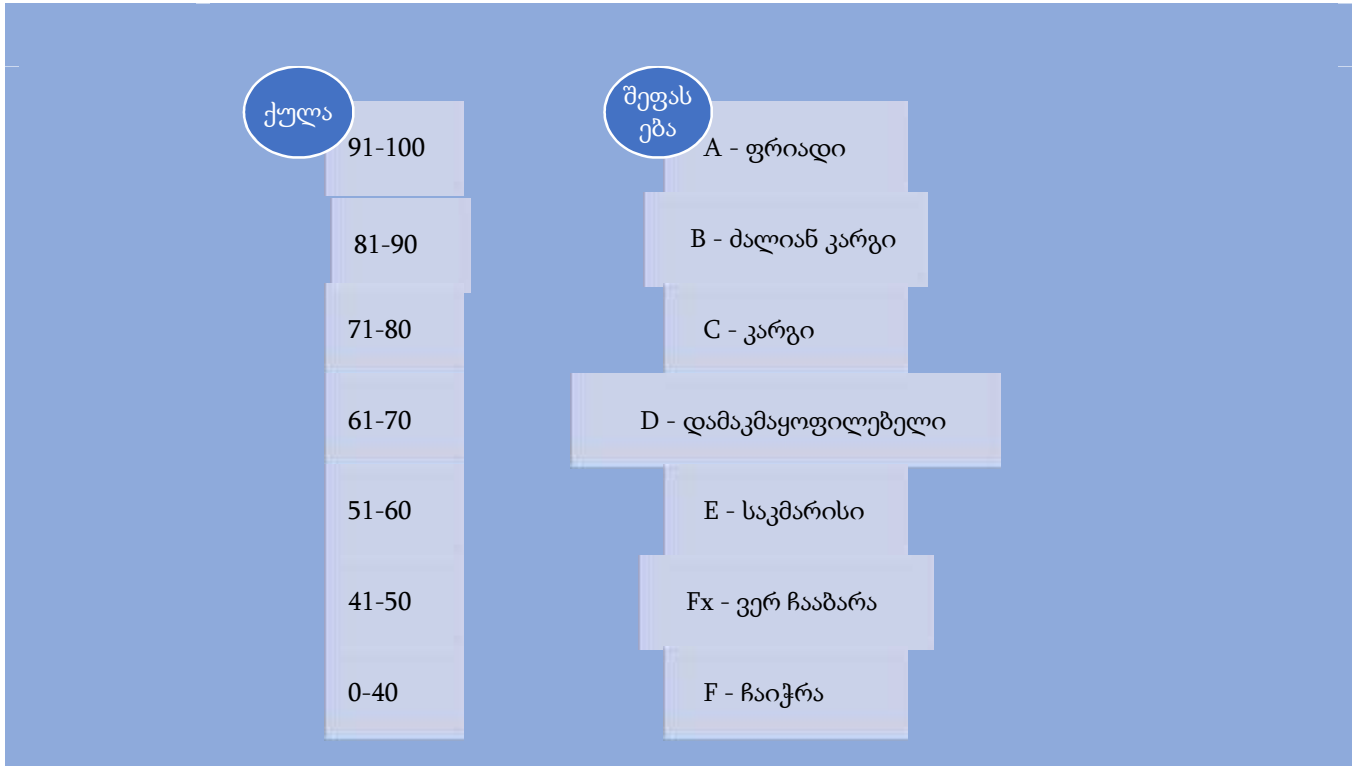 ქულა
შეფას
ება
91-100
A - ფრიადი
81-90
B - ძალიან კარგი
71-80
C - კარგი
61-70
D - დამაკმაყოფილებელი
51-60
E - საკმარისი
41-50
Fx - ვერ ჩააბარა
0-40
F - ჩაიჭრა